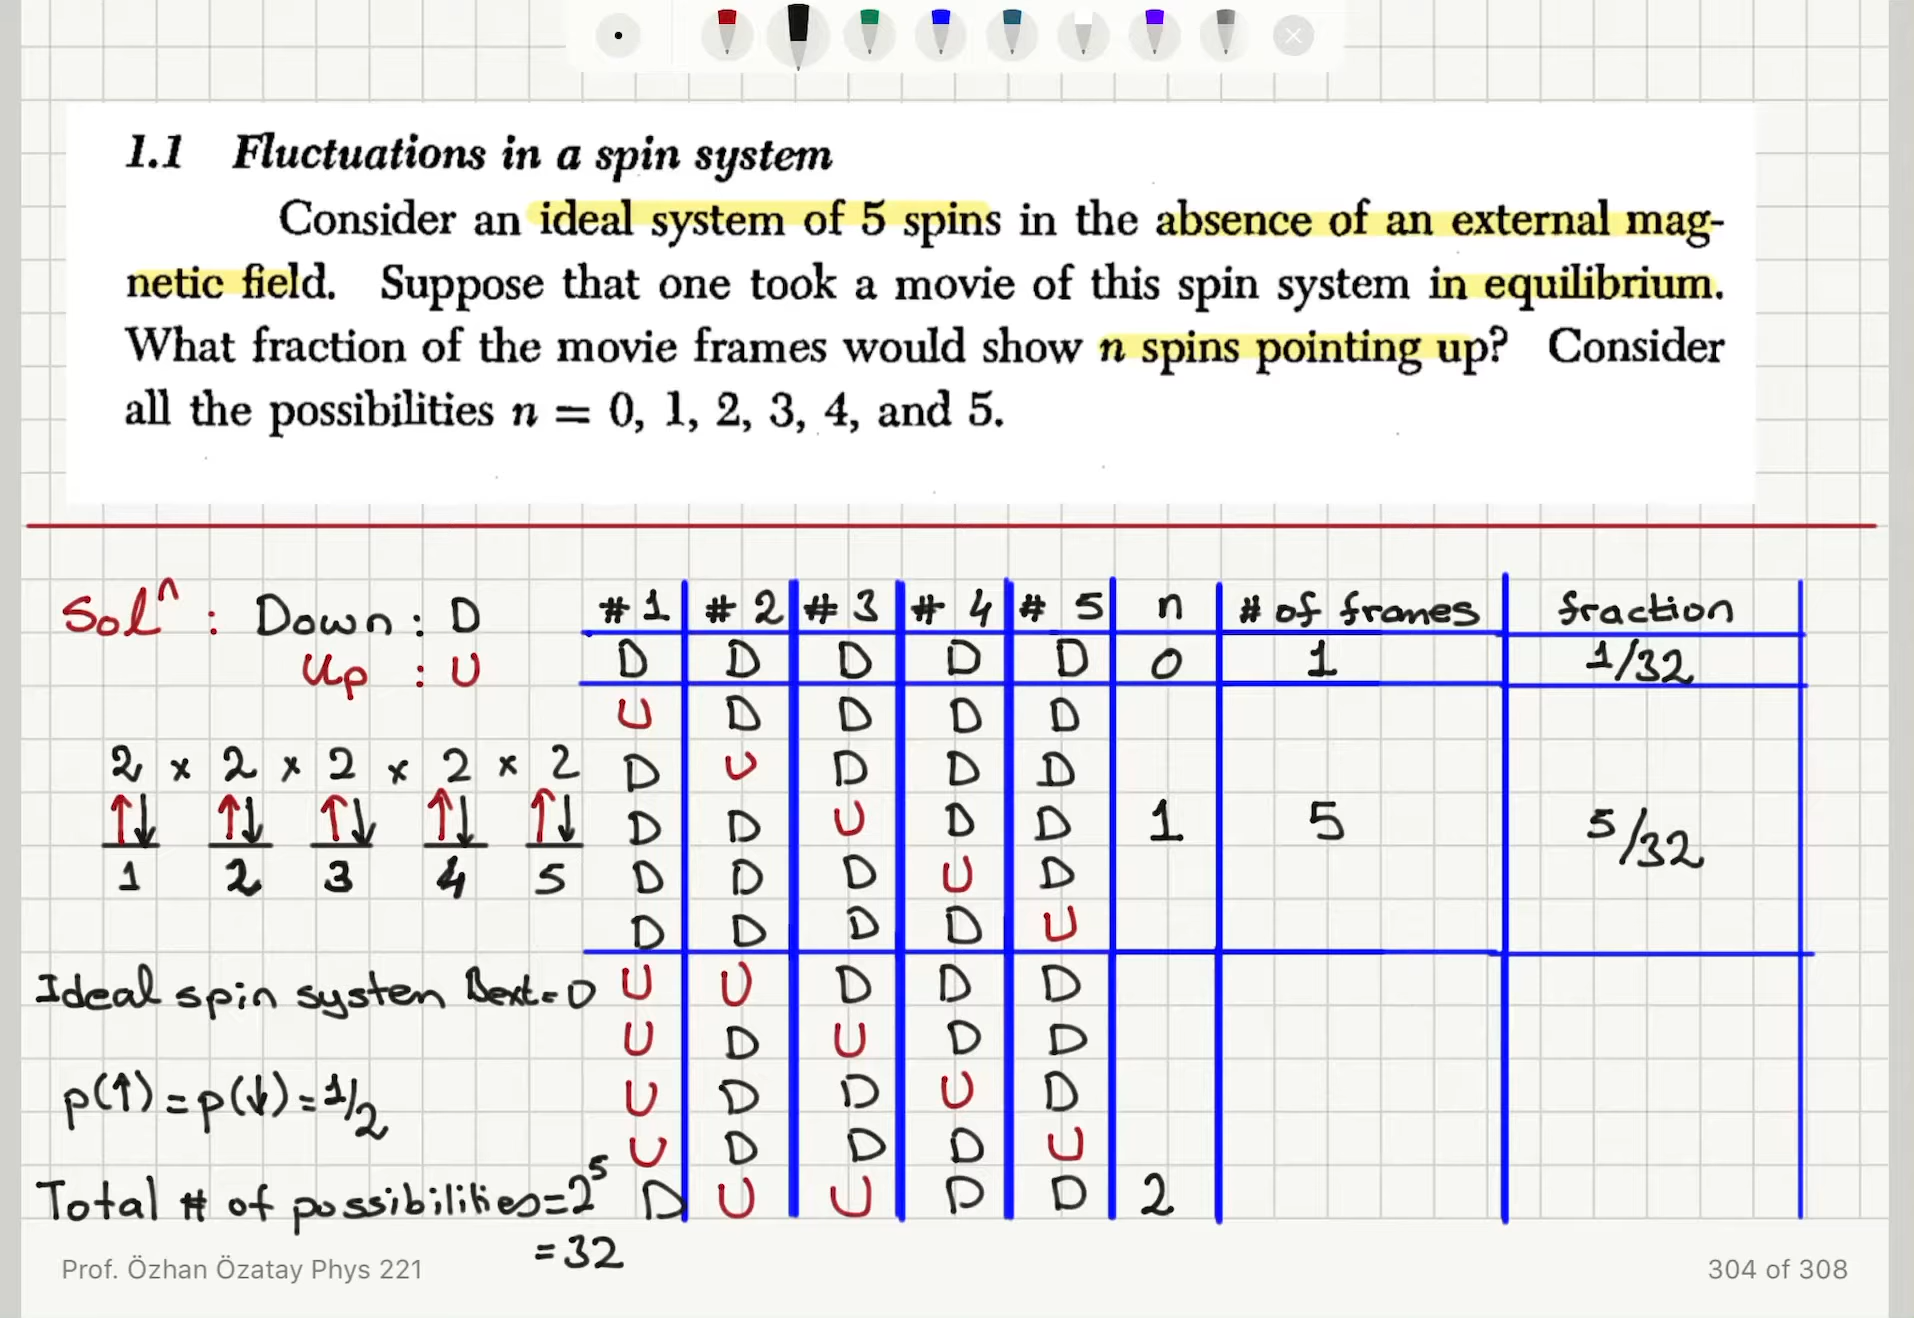 1.1 Fluctuations in a spin system
Consider an ideal system of 5 spins in the absence of an external mag-
netic field. Suppose that one took a movie of this spin system in equilibrium.
What fraction of the movie frames would show n spins pointing up? Consider
all the possibilities n = 0, 1, 2, 3, 4, and 5.
Solⁿ : Down : D
Up : U
2 × 2 × 2 × 2 × 2
↑↓ ↑↓ ↑↓ ↑↓ ↑↓
1 2 3 4 5
Ideal spin systen Bext=0
p(↑)=p(↓)=1/2
Total # of possibilities=2⁵
=32
#1 #2 #3 #4 #5 n # of frames fraction
D D D D D 0 1 1/32
U D D D D
D U D D D
D D U D D 1 5 5/32
D D D U D
D D D D U
U U D D D
U D U D D
U D D U D
U D D D U
D U U D D 2
Prof. Özhan Özatay Phys 221
304 of 308